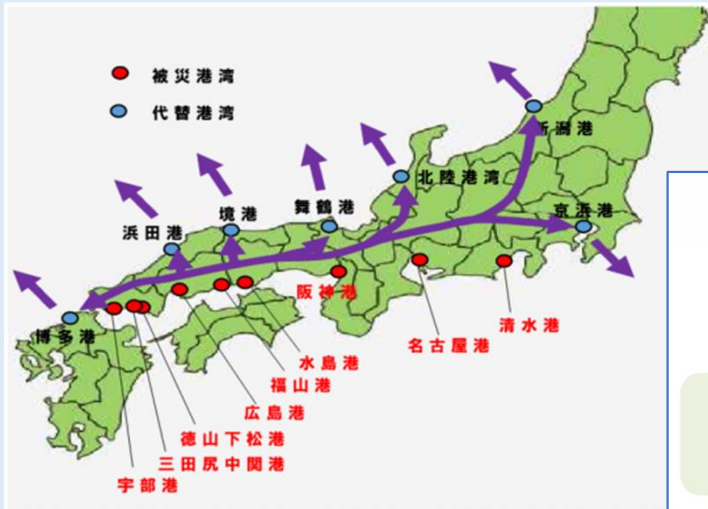 被災港湾
代替港湾
新潟港
北陸港湾
京浜港
舞鶴港
境港
浜田港
博多港
阪神港
名古屋港
清水港
水島港
福山港
広島港
徳山下松港
三田尻中関港
宇部港